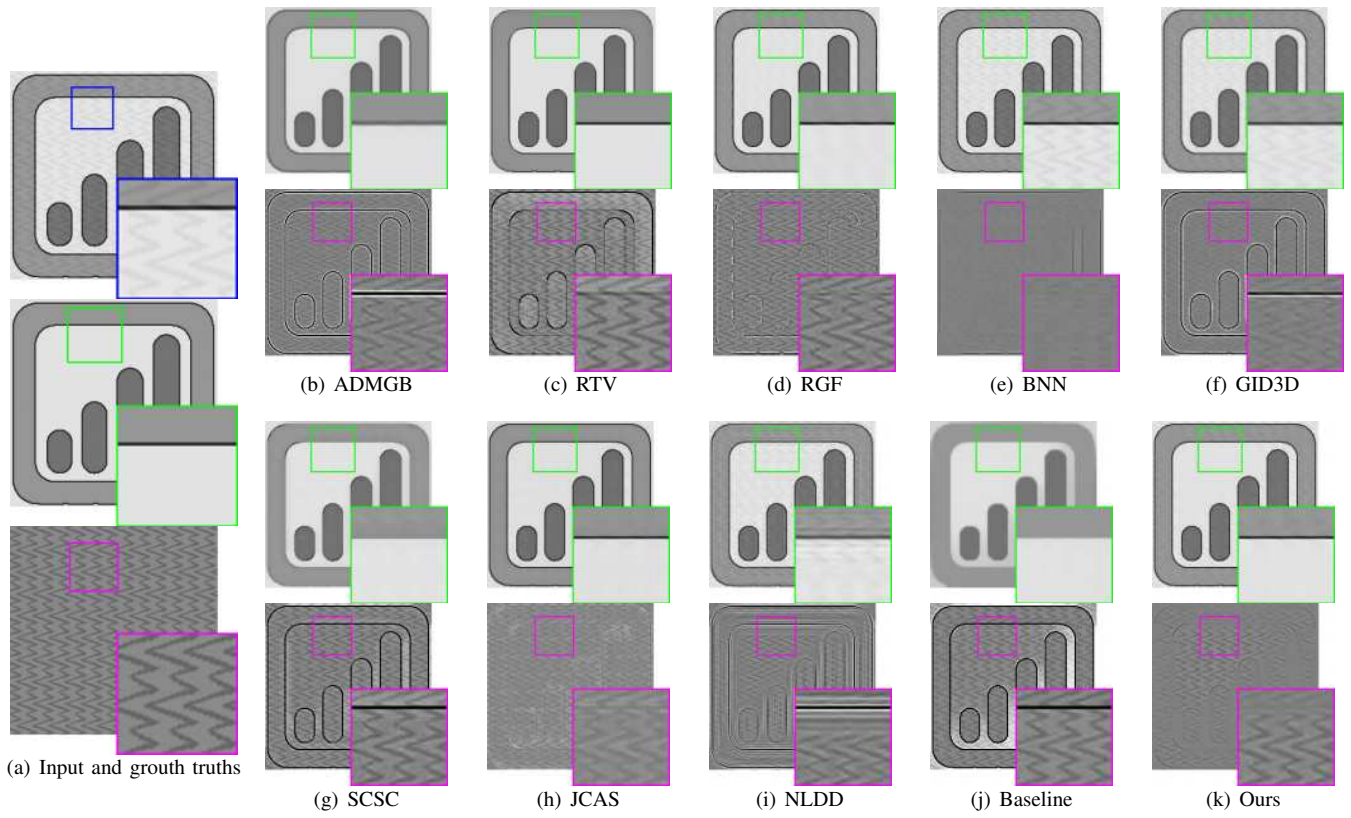 (b) ADMGB
(c) RTV
(d) RGF
(e) BNN
(f) GID3D
(a) Input and grouth truths
(g) SCSC
(h) JCAS
(i) NLDD
(j) Baseline
(k) Ours